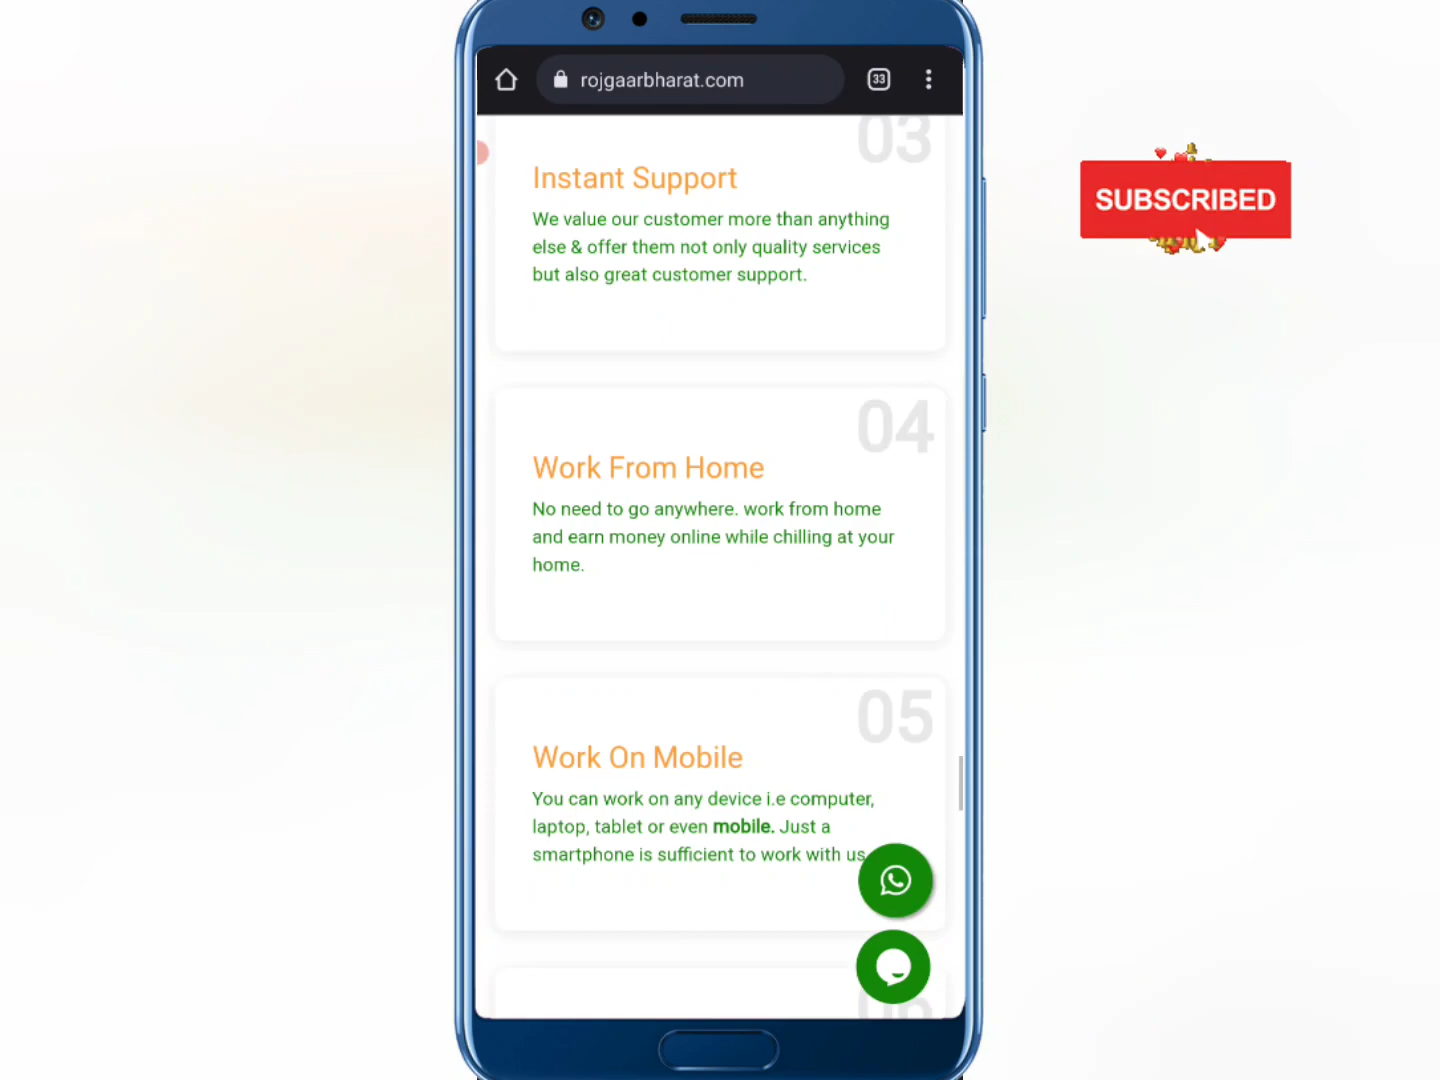 rojgaarbharat.com
33
03
Instant Support
We value our customer more than anything
else & offer them not only quality services
but also great customer support.
04
Work From Home
No need to go anywhere. work from home
and earn money online while chilling at your
home.
05
Work On Mobile
You can work on any device i.e computer,
laptop, tablet or even mobile. Just a
smartphone is sufficient to work with us
06
SUBSCRIBED